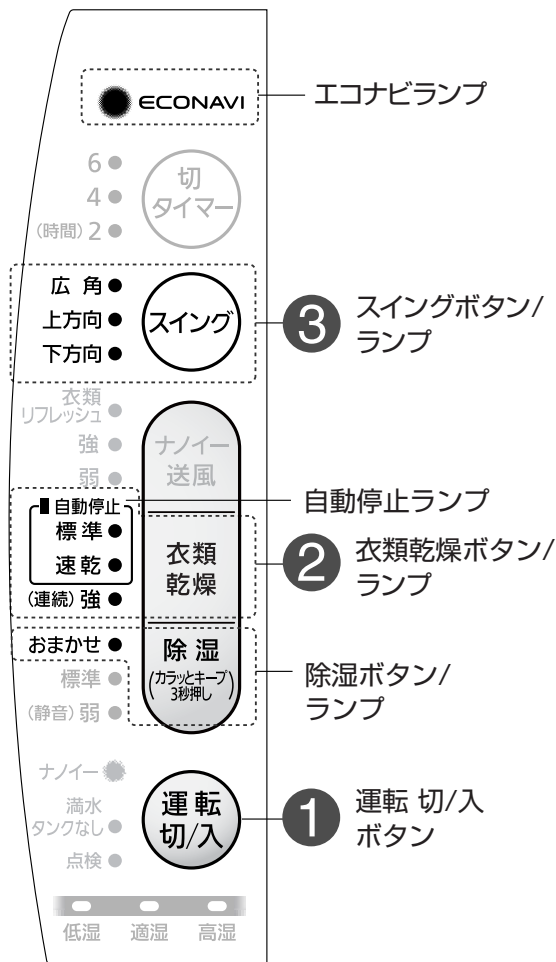 ECONAVI
エコナビランプ
6
4
(時間) 2
切
タイマー
広 角
上方向
下方向
スイング
3 スイングボタン/
ランプ
衣類
リフレッシュ
強
弱
ナノイー
送風
自動停止
自動停止ランプ
標準
速乾
(連続) 強
衣類
乾燥
2 衣類乾燥ボタン/
ランプ
おまかせ
標準
(静音) 弱
除 湿
(カラッとキープ
3秒押し)
除湿ボタン/
ランプ
ナノイー
満水
タンクなし
点検
運転
切/入
1 運転 切/入
ボタン
低湿 適湿 高湿